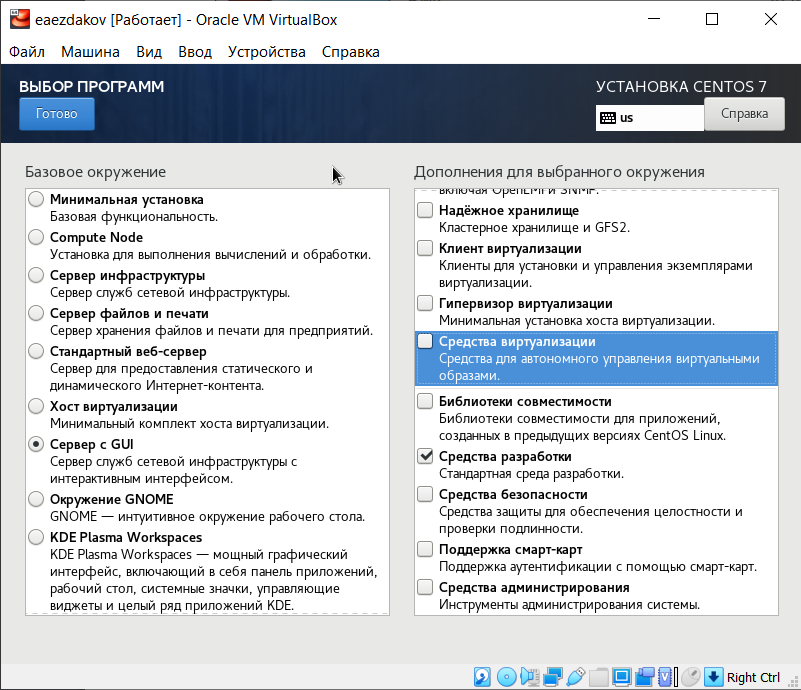 eaezdakov [Работает] - Oracle VM VirtualBox
Файл Машина Вид Ввод Устройства Справка
ВЫБОР ПРОГРАММ
УСТАНОВКА CENTOS 7
Готово
us
Справка
Базовое окружение
Минимальная установка
Базовая функциональность.
Compute Node
Установка для выполнения вычислений и обработки.
Сервер инфраструктуры
Сервер служб сетевой инфраструктуры.
Сервер файлов и печати
Сервер хранения файлов и печати для предприятий.
Стандартный веб-сервер
Сервер для предоставления статического и
динамического Интернет-контента.
Хост виртуализации
Минимальный комплект хоста виртуализации.
Сервер с GUI
Сервер служб сетевой инфраструктуры с
интерактивным интерфейсом.
Окружение GNOME
GNOME — интуитивное окружение рабочего стола.
KDE Plasma Workspaces
KDE Plasma Workspaces — мощный графический
интерфейс, включающий в себя панель приложений,
рабочий стол, системные значки, управляющие
виджеты и целый ряд приложений KDE.
Дополнения для выбранного окружения
включая OpenLMI и SNMP.
Надёжное хранилище
Кластерное хранилище и GFS2.
Клиент виртуализации
Клиенты для установки и управления экземплярами
виртуализации.
Гипервизор виртуализации
Минимальная установка хоста виртуализации.
Средства виртуализации
Средства для автономного управления виртуальными
образами.
Библиотеки совместимости
Библиотеки совместимости для приложений,
созданных в предыдущих версиях CentOS Linux.
Средства разработки
Стандартная среда разработки.
Средства безопасности
Средства защиты для обеспечения целостности и
проверки подлинности.
Поддержка смарт-карт
Поддержка аутентификации с помощью смарт-карт.
Средства администрирования
Инструменты администрирования системы.
Right Ctrl